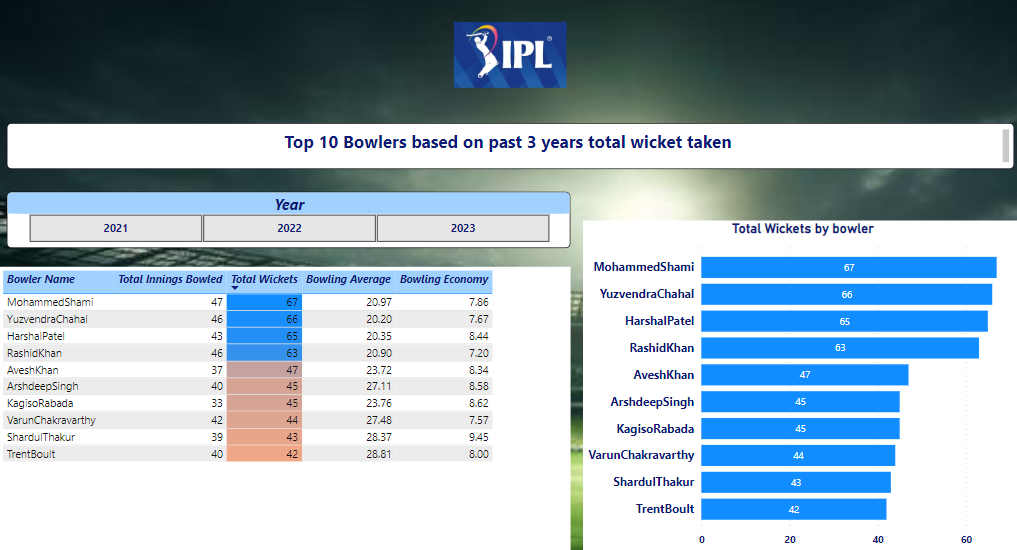 IPL
Top 10 Bowlers based on past 3 years total wicket taken
Year
2021 2022 2023
Bowler Name Total Innings Bowled Total Wickets Bowling Average Bowling Economy
MohammedShami 47 67 20.97 7.86
YuzvendraChahal 46 66 20.20 7.67
HarshalPatel 43 65 20.35 8.44
RashidKhan 46 63 20.90 7.20
AveshKhan 37 47 23.72 8.34
ArshdeepSingh 40 45 27.11 8.58
KagisoRabada 33 45 23.76 8.62
VarunChakravarthy 42 44 27.48 7.57
ShardulThakur 39 43 28.37 9.45
TrentBoult 40 42 28.81 8.00
Total Wickets by bowler
MohammedShami 67
YuzvendraChahal 66
HarshalPatel 65
RashidKhan 63
AveshKhan 47
ArshdeepSingh 45
KagisoRabada 45
VarunChakravarthy 44
ShardulThakur 43
TrentBoult 42
0 20 40 60